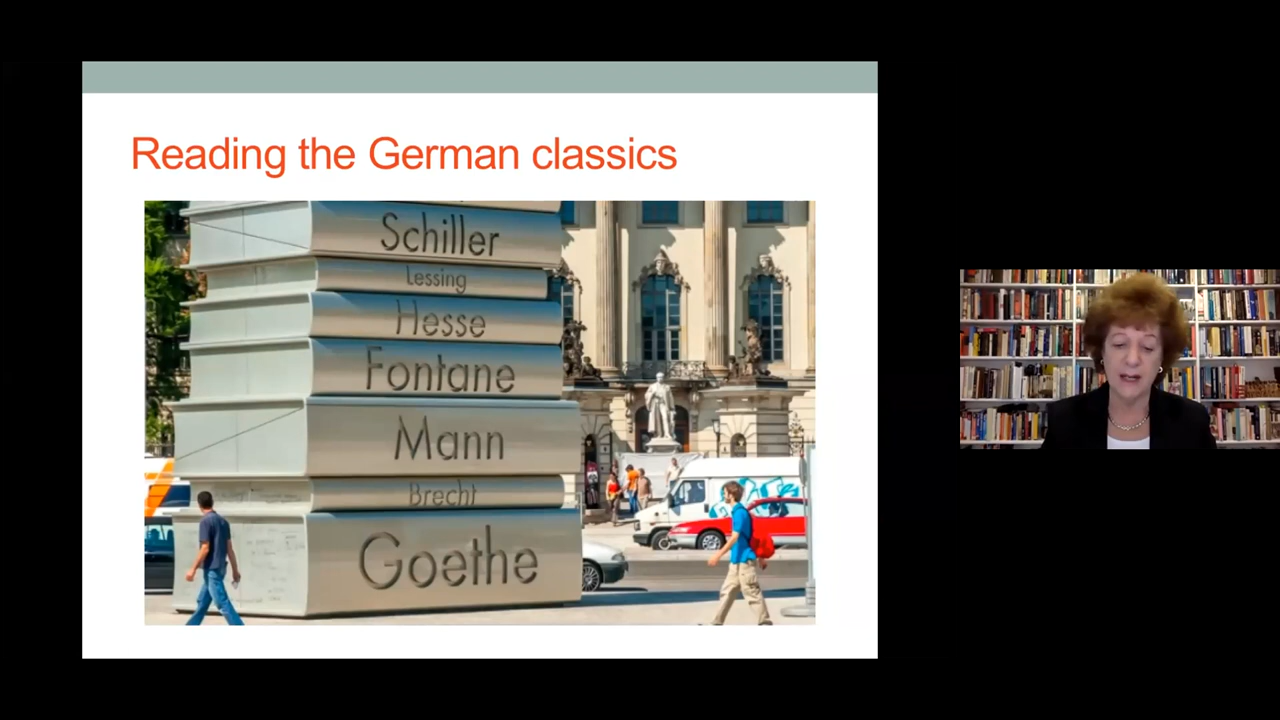 Reading the German classics
Schiller
Lessing
Hesse
Fontane
Mann
Brecht
Goethe